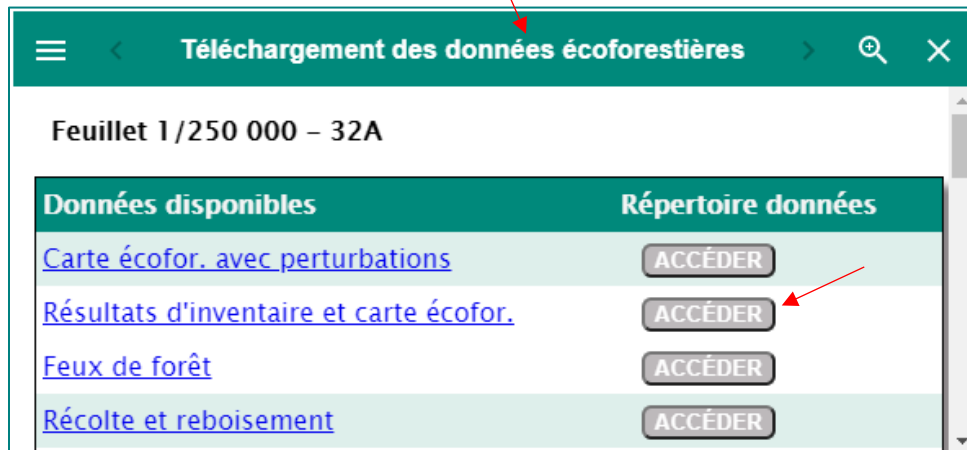 Téléchargement des données écoforestières
Feuillet 1/250 000 – 32A
Données disponibles Répertoire données
Carte écofor. avec perturbations ACCÉDER
Résultats d'inventaire et carte écofor. ACCÉDER
Feux de forêt ACCÉDER
Récolte et reboisement ACCÉDER